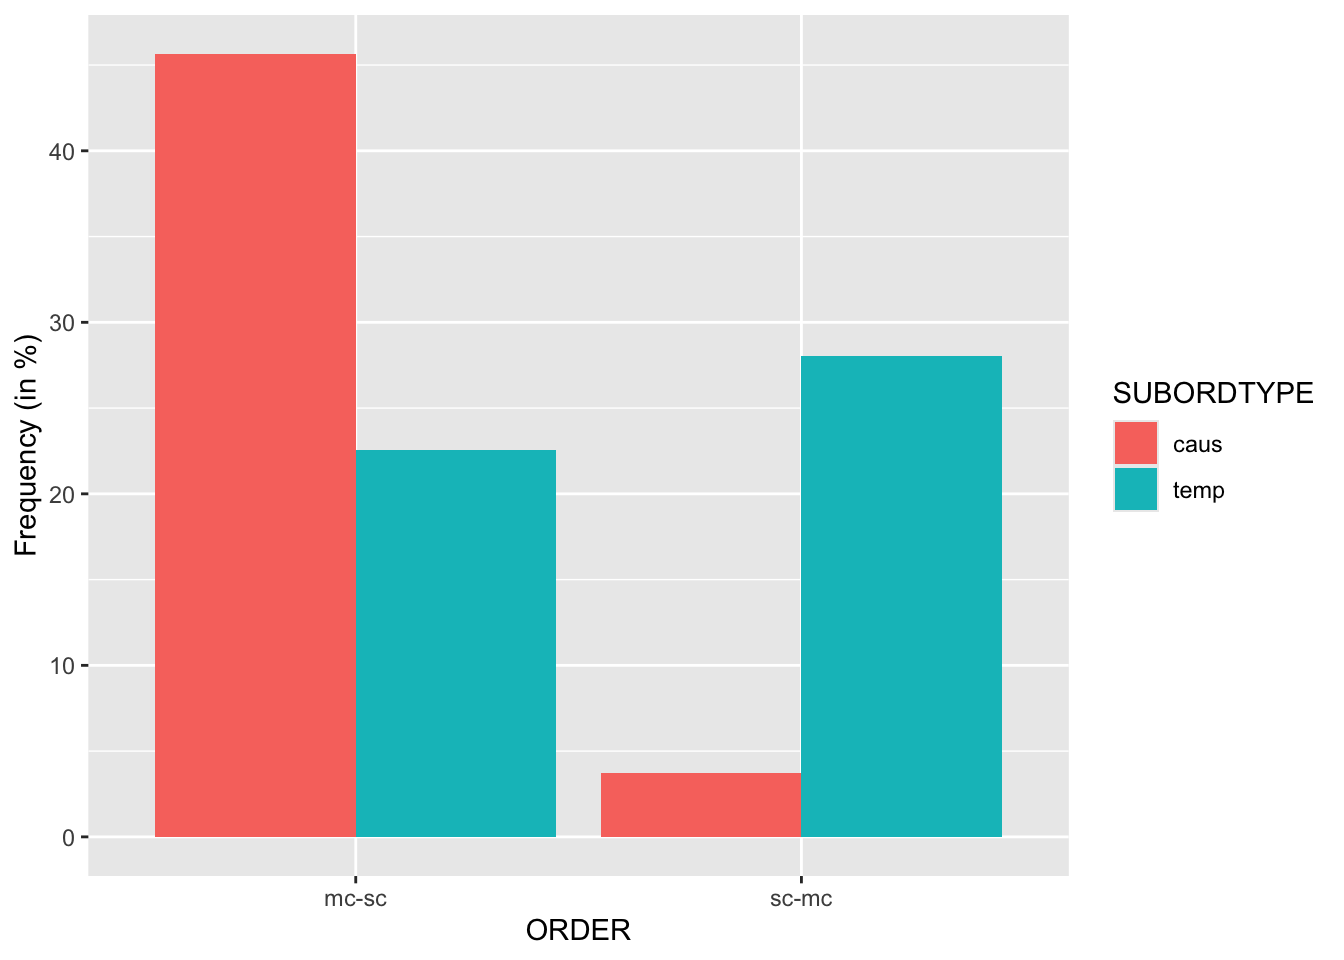 Frequency (in %)
40
30
20
10
0
mc-sc
sc-mc
ORDER
SUBORDTYPE
caus
temp